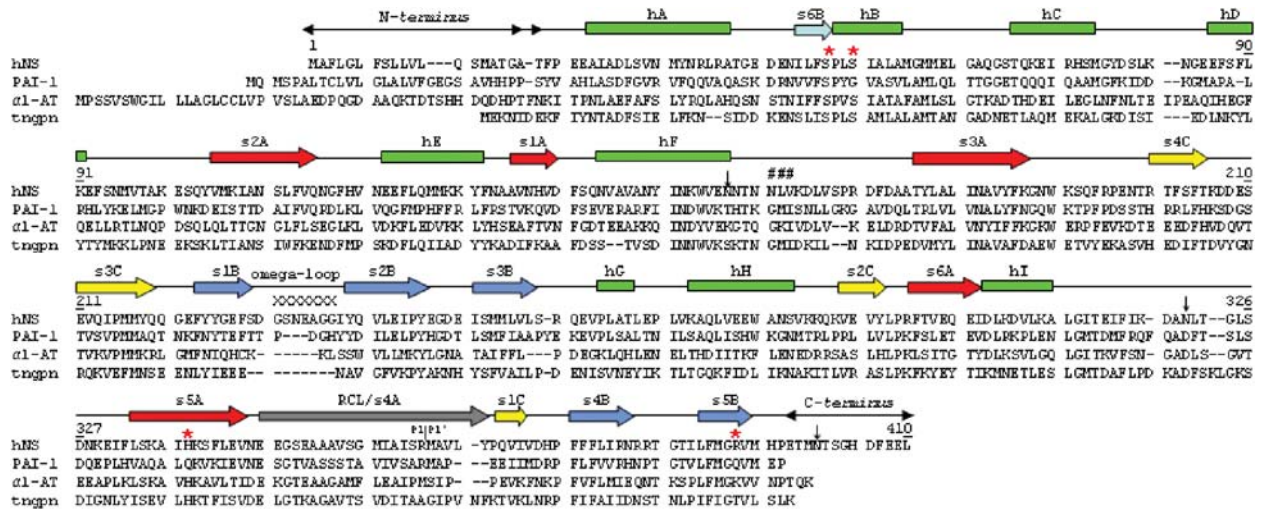 N-terminus hA s6B hB hC hD
1 * * 90
hNS MAFLGL FSLLVL---Q SMATGA-TFP EEAIADLSVN MYNRLRATGE DENILFSPLS IALAMGMMEL GAQGSTQKEI RHSMGYDSLK ---NGEEFSFL
PAI-1 MQ MSPALTCLVL GLALVFGEGS AVHHPP-SYV AHLASDFGVR VFQQVAQASK DRNVVFSPYG VASVLAMLQL TTGGETQQQI QAAMGFKIDD ---KGMAPA-L
α1-AT MPSSVSWGIL LLAGLCCLVP VSLAEDPQGD AAQKTDTSHH DQDHPTFNKI TPNLAEFAFS LYRQLAHQSN STNIFFSPVS IATAFAMLSL GTKADTHDEI LEGLNFNLTE IPEAQIHEGF
tngpn MEKNIDEKF IYNTADFSIE LFKN--SIDD KENSLISPLS AMLALAMTAN GADNETLAQM EKALGKDISI ---EDLNKYL
s2A hE s1A hF s3A s4C
91 ↓ ### 210
hNS KEFSNMVTAK ESQYVMKIAN SLFVQNGFHV NEEFLQMMKK YFNAAVNHVD FSQNVAVANY INKWVENNTN NLVKDLVSPR DFDAATYLAL INAVYFKGNW KSQFRPENTR TFSFTKDDES
PAI-1 RHLYKELMGP WNKDEISTTD AIFVQRDLKL VQGFMPHFFR LFRSTVKQVD FSEVERARFI INDWVKTHTK GMISNLLGKG AVDQLTRLVL VNALYFNGQW KTPFPDSSTH RRLFHKSDGS
α1-AT QELLRTLNQP DSQLQLTTGN GLFLSEGLKL VDKFLEDVKK LYHSEAFTVN FGDTEEAKKQ INDYVEKGTQ GKIVDLV--K ELDRDTVFAL VNYIFFKGKW ERPFEVKDTE EEDFHVDQVT
tngpn YTYMKKLPNE EKSKLTIANS IWFKENDFMP SKDFLQIIAD YYKADIFKAA FDSS--TVSD INNWVKSKTN GMIDKIL--N KIDPEDVMYL INAVAFDAEW ETVYEKASVH EDIFTDVYGN
s3C s1B omega-loop s2B s3B hG hH s2C s6A hI
211 XXXXXXXX ↓ 326
hNS EVQIPMMYQQ GEFYYGEFSD GSNEAGGIYQ VLEIPYEGDE ISMMLVLS-R QEVPLATLEP LVKAQLVEEW ANSVKKQKVE VYLPRFTVEQ EIDLKDVLKA LGITEIFIK- DANLT-GLS
PAI-1 TVSVPMMAQT NKFNYTEFTT P---DGHYYD ILELPYHGDT LSMFIAAPYE KEVPLSALTN ILSAQLISHW KGNMTRLPRL LVLPKFSLET EVDLRKPLEN LGMTDMFRQF QADFT-SLS
α1-AT TVKVPMMKRL GMFNIQHCK- ------KLSSWV VLLMKYLGNA TAIFFL---P DEGKLQHLEN ELTHDIITKF LENEDRRSAS LHLPKLSITG TYDLKSVLGQ LGITKVFSN- GADLS-GVT
tngpn RQKVEFMNSE ENLYIEEE-- --------NAV GFVKPYAKNH YSFVAILP-D ENISVNEYIK TLTGQKFIDL IKNAKITLVR ASLPKFKYEY TIKMNETLES LGMTDAFLPD KADFSKLGKS
s5A RCL/s4A s1C s4B s5B C-terminus
327 * P1|P1' * ↓ 410
hNS DNKEIFLSKA IHKSFLEVNE EGSEAAAVSG MIAISRMAVL -YPQVIVDHP FFFLIRNRRT GTILFMGRVM HPETMNTSGH DFEEL
PAI-1 DQEPLHVAQA LQKVKIEVNE SGTVASSSTA VIVSARMAP- --EEIIMDRP FLFVVRHNPT GTVLFMGQVM EP
α1-AT EEAPLKLSKA VHKAVLTIDE KGTEAAGAMF LEAIPMSIP- --PEVKFNKP FVFLMIEQNT KSPLFMGKVV NPTQK
tngpn DIGNLYISEV LHKTFISVDE LGTKAGAVTS VDITAAGIPV NFKTVKLNRP FIFAIIDNST NLPIFIGTVL SLK